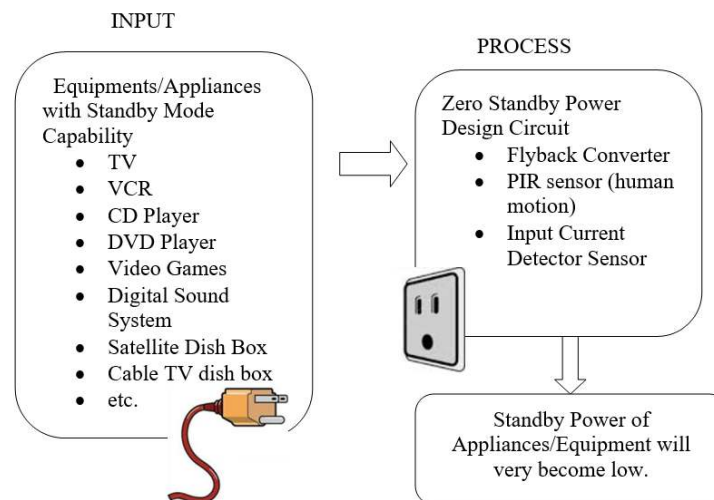 INPUT
Equipments/Appliances
with Standby Mode
Capability
• TV
• VCR
• CD Player
• DVD Player
• Video Games
• Digital Sound
System
• Satellite Dish Box
• Cable TV dish box
• etc.
PROCESS
Zero Standby Power
Design Circuit
• Flyback Converter
• PIR sensor (human
motion)
• Input Current
Detector Sensor
Standby Power of
Appliances/Equipment will
very become low.